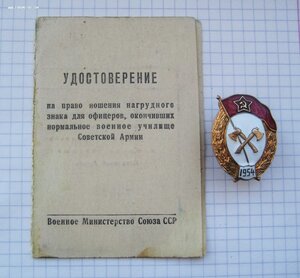 УДОСТОВЕРЕНИЕ
на право ношения нагрудного
знака для офицеров, окончивших
нормальное военное училище
Советской Армии
Военное Министерство Союза ССР
1954